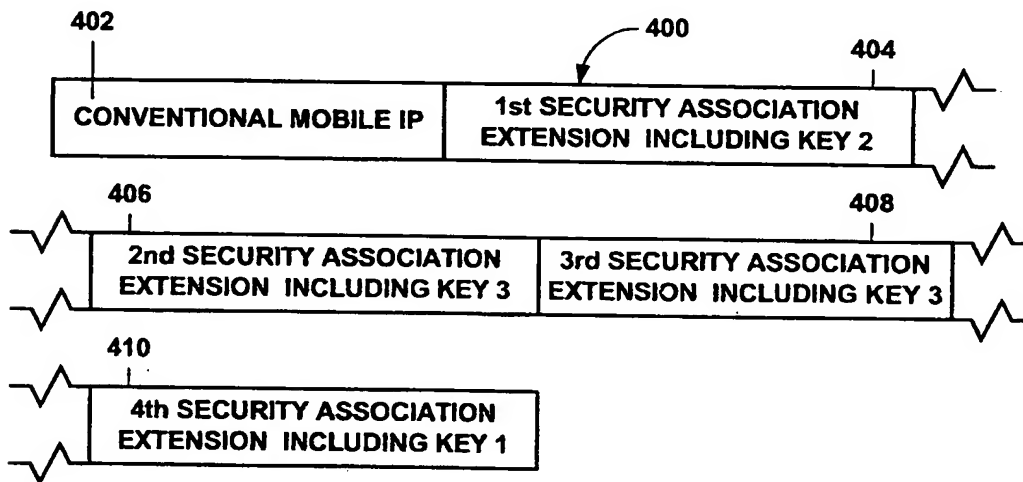 402
400
404
CONVENTIONAL MOBILE IP
1st SECURITY ASSOCIATION
EXTENSION INCLUDING KEY 2
406
408
2nd SECURITY ASSOCIATION
EXTENSION INCLUDING KEY 3
3rd SECURITY ASSOCIATION
EXTENSION INCLUDING KEY 3
410
4th SECURITY ASSOCIATION
EXTENSION INCLUDING KEY 1